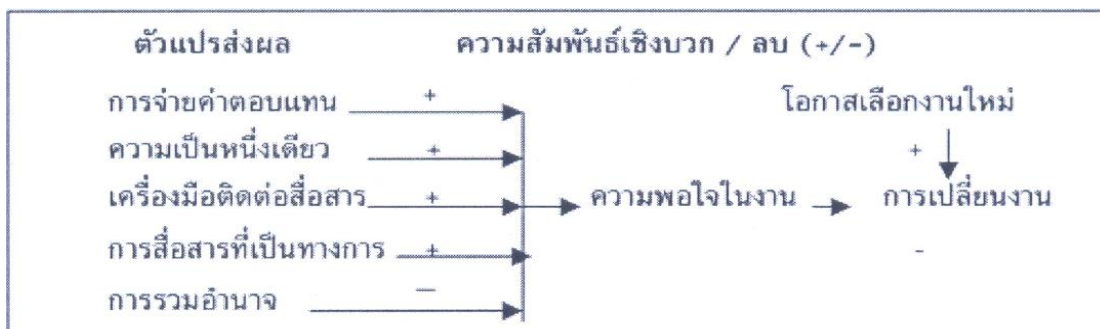 ตัวแปรส่งผล ความสัมพันธ์เชิงบวก / ลบ (+/-)
การจ่ายค่าตอบแทน + โอกาสเลือกงานใหม่
ความเป็นหนึ่งเดียว + +
เครื่องมือติดต่อสื่อสาร + ความพอใจในงาน การเปลี่ยนงาน
การสื่อสารที่เป็นทางการ + -
การรวมอำนาจ —